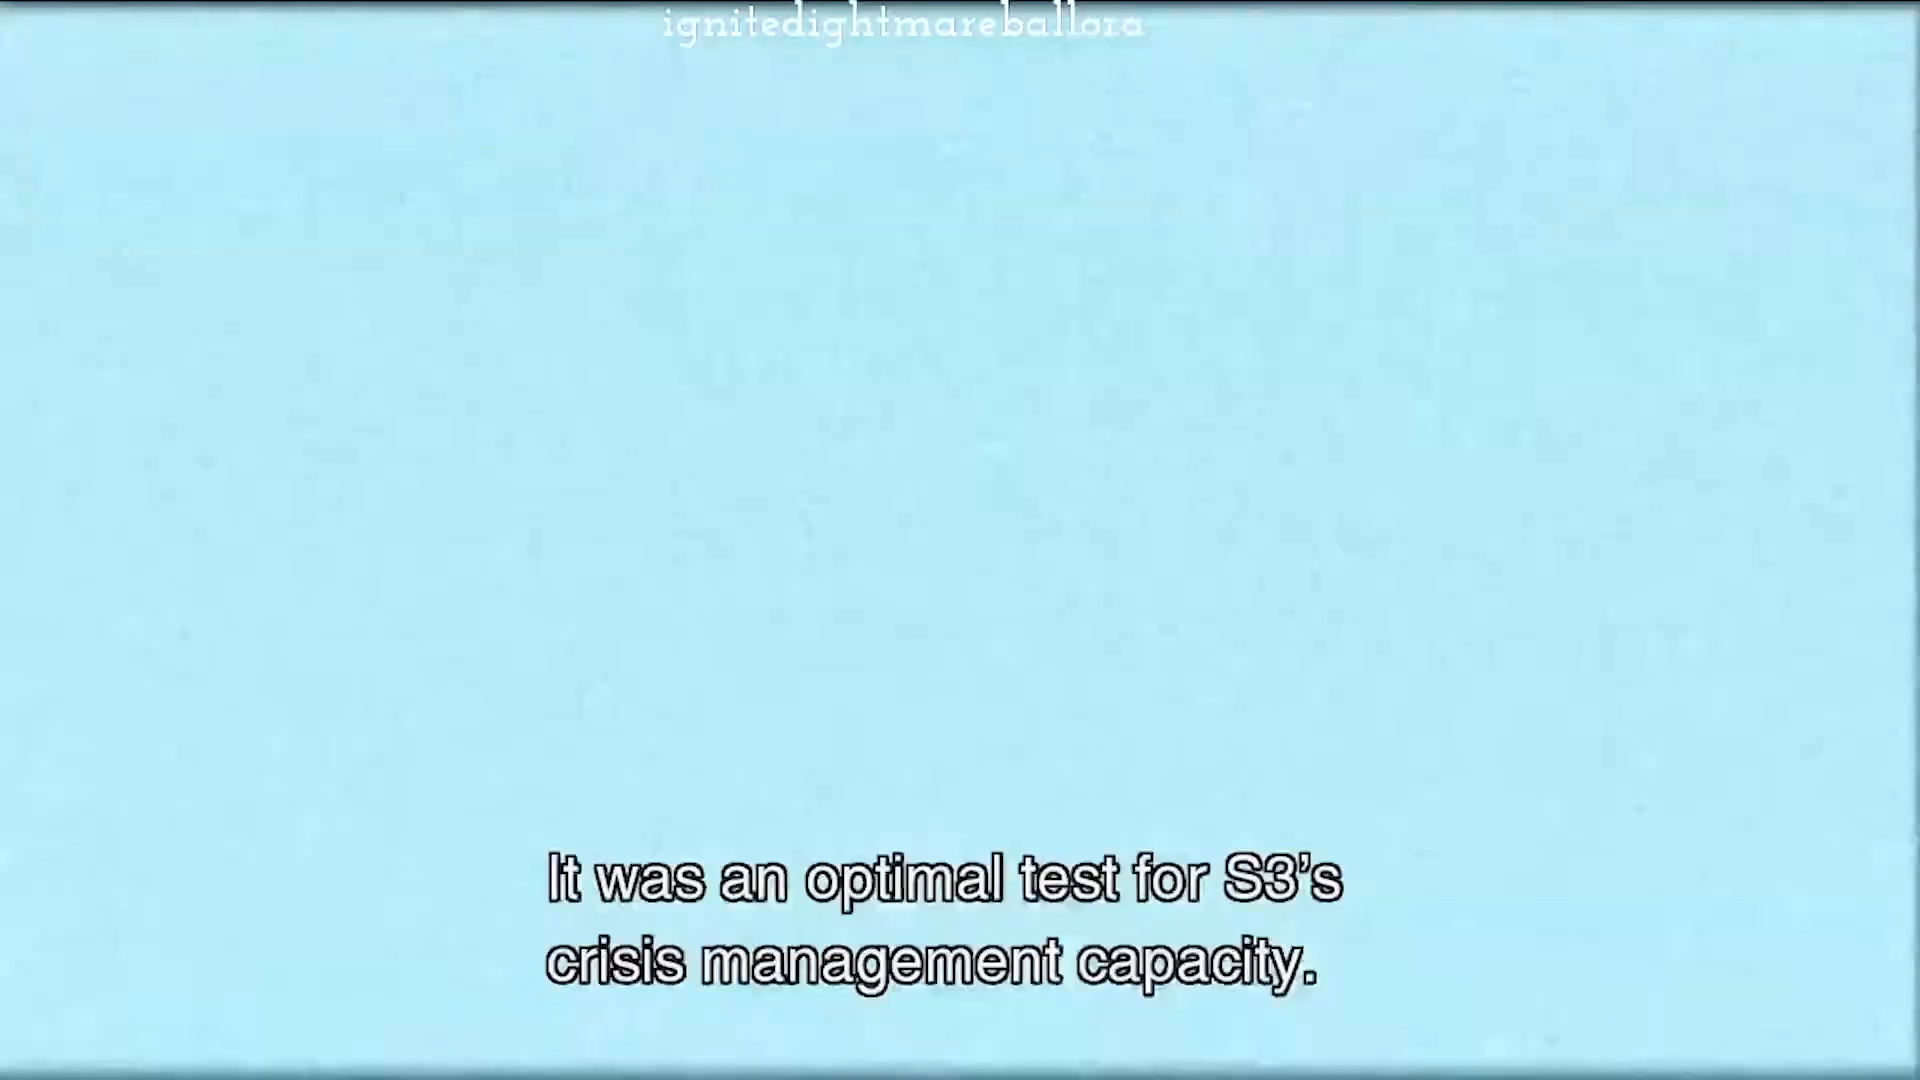 ignitedightmareballora
It was an optimal test for S3’s
crisis management capacity.